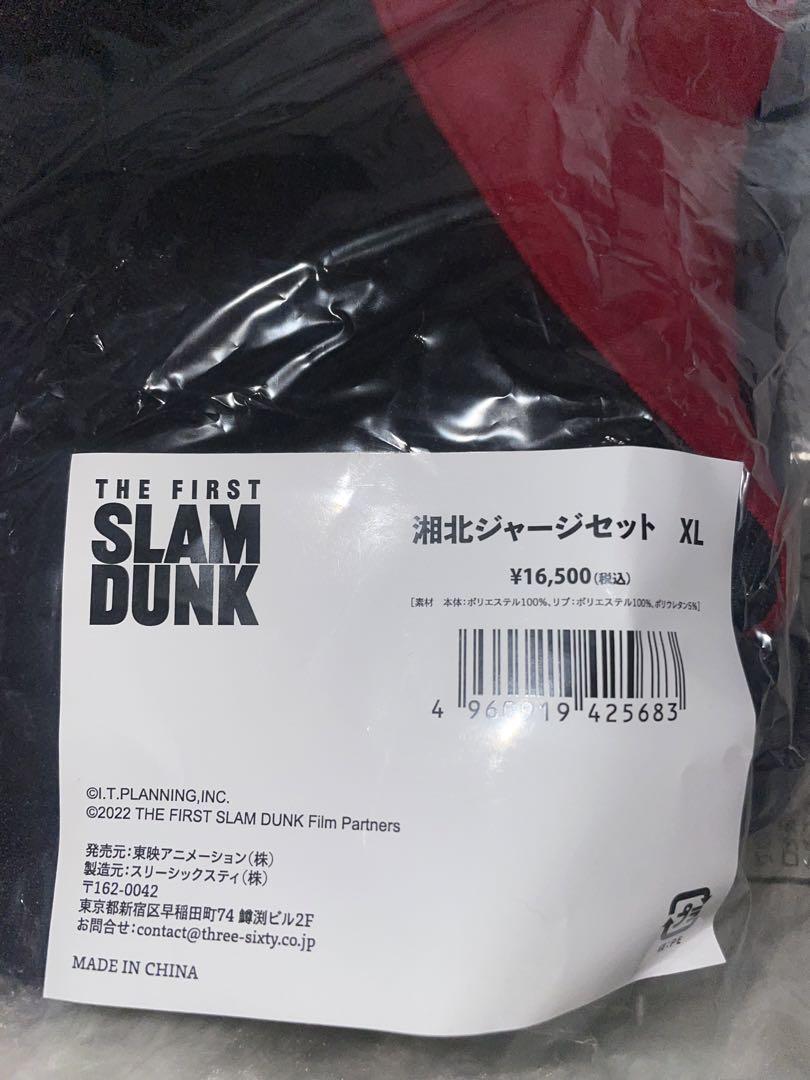 THE FIRST
SLAM
DUNK
湘北ジャージセット XL
¥16,500(税込)
[素材 本体:ポリエステル100%、リブ:ポリエステル100%、ポリウレタン5%]
425683
©I.T.PLANNING,INC.
©2022 THE FIRST SLAM DUNK Film Partners
発売元:東映アニメーション(株)
製造元:スリーシックスティ(株)
〒162-0042
東京都新宿区早稲田町74 鱒渕ビル2F
お問合せ:contact@three-sixty.co.jp
プラ
MADE IN CHINA